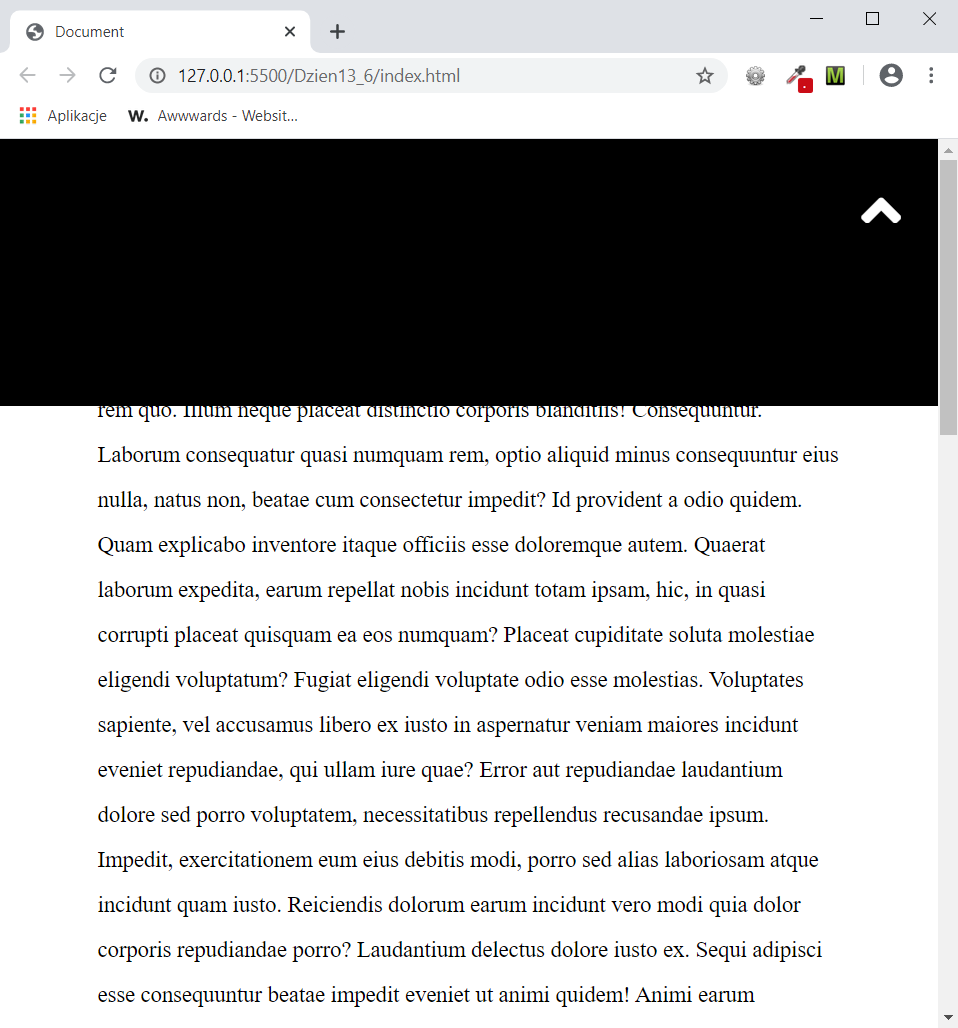 Document
127.0.0.1:5500/Dzien13_6/index.html
M
Aplikacje
W. Awwwards - Websit...
rem quo. Illum neque placeat distinctio corporis blanditiis! Consequuntur.
Laborum consequatur quasi numquam rem, optio aliquid minus consequuntur eius
nulla, natus non, beatae cum consectetur impedit? Id provident a odio quidem.
Quam explicabo inventore itaque officiis esse doloremque autem. Quaerat
laborum expedita, earum repellat nobis incidunt totam ipsam, hic, in quasi
corrupti placeat quisquam ea eos numquam? Placeat cupiditate soluta molestiae
eligendi voluptatum? Fugiat eligendi voluptate odio esse molestias. Voluptates
sapiente, vel accusamus libero ex iusto in aspernatur veniam maiores incidunt
eveniet repudiandae, qui ullam iure quae? Error aut repudiandae laudantium
dolore sed porro voluptatem, necessitatibus repellendus recusandae ipsum.
Impedit, exercitationem eum eius debitis modi, porro sed alias laboriosam atque
incidunt quam iusto. Reiciendis dolorum earum incidunt vero modi quia dolor
corporis repudiandae porro? Laudantium delectus dolore iusto ex. Sequi adipisci
esse consequuntur beatae impedit eveniet ut animi quidem! Animi earum